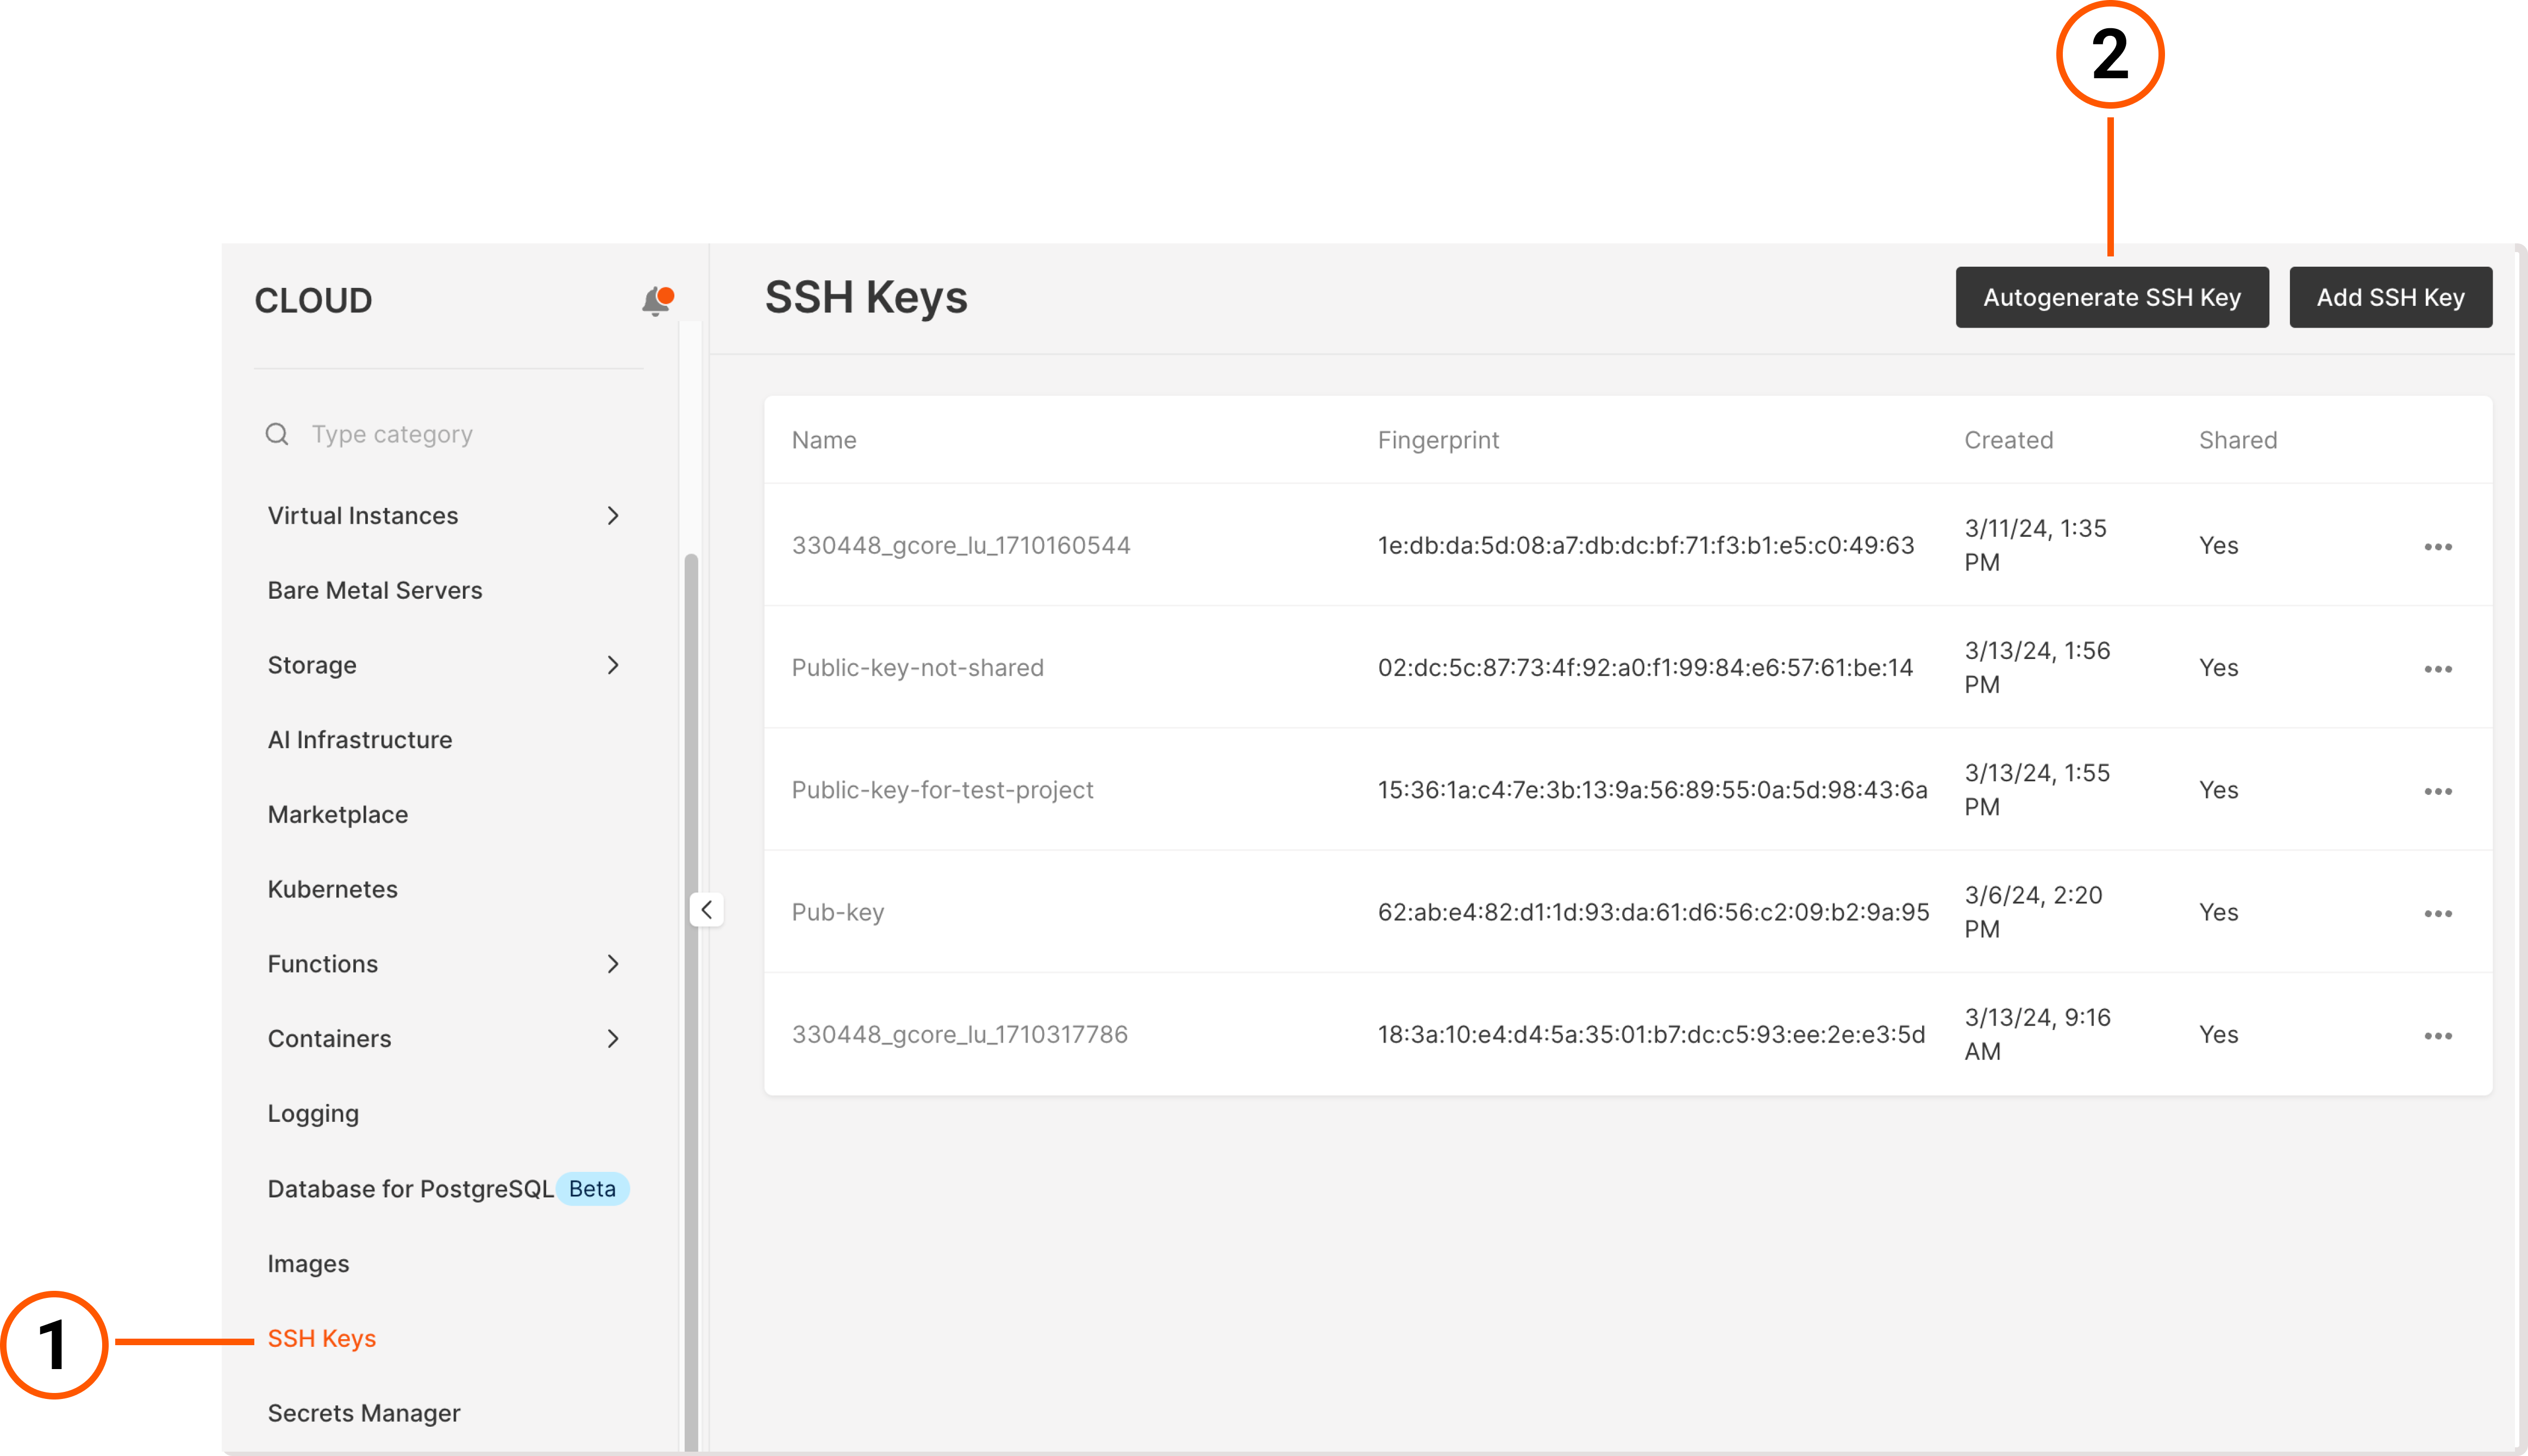 2
CLOUD
SSH Keys
Autogenerate SSH Key
Add SSH Key
Type category
Virtual Instances
Bare Metal Servers
Storage
AI Infrastructure
Marketplace
Kubernetes
Functions
Containers
Logging
Database for PostgreSQL Beta
Images
1
SSH Keys
Secrets Manager
Name Fingerprint Created Shared
330448_gcore_lu_1710160544 1e:db:da:5d:08:a7:db:dc:bf:71:f3:b1:e5:c0:49:63 3/11/24, 1:35 Yes
PM
Public-key-not-shared 02:dc:5c:87:73:4f:92:a0:f1:99:84:e6:57:61:be:14 3/13/24, 1:56 Yes
PM
Public-key-for-test-project 15:36:1a:c4:7e:3b:13:9a:56:89:55:0a:5d:98:43:6a 3/13/24, 1:55 Yes
PM
Pub-key 62:ab:e4:82:d1:1d:93:da:61:d6:56:c2:09:b2:9a:95 3/6/24, 2:20 Yes
PM
330448_gcore_lu_1710317786 18:3a:10:e4:d4:5a:35:01:b7:dc:c5:93:ee:2e:e3:5d 3/13/24, 9:16 Yes
AM